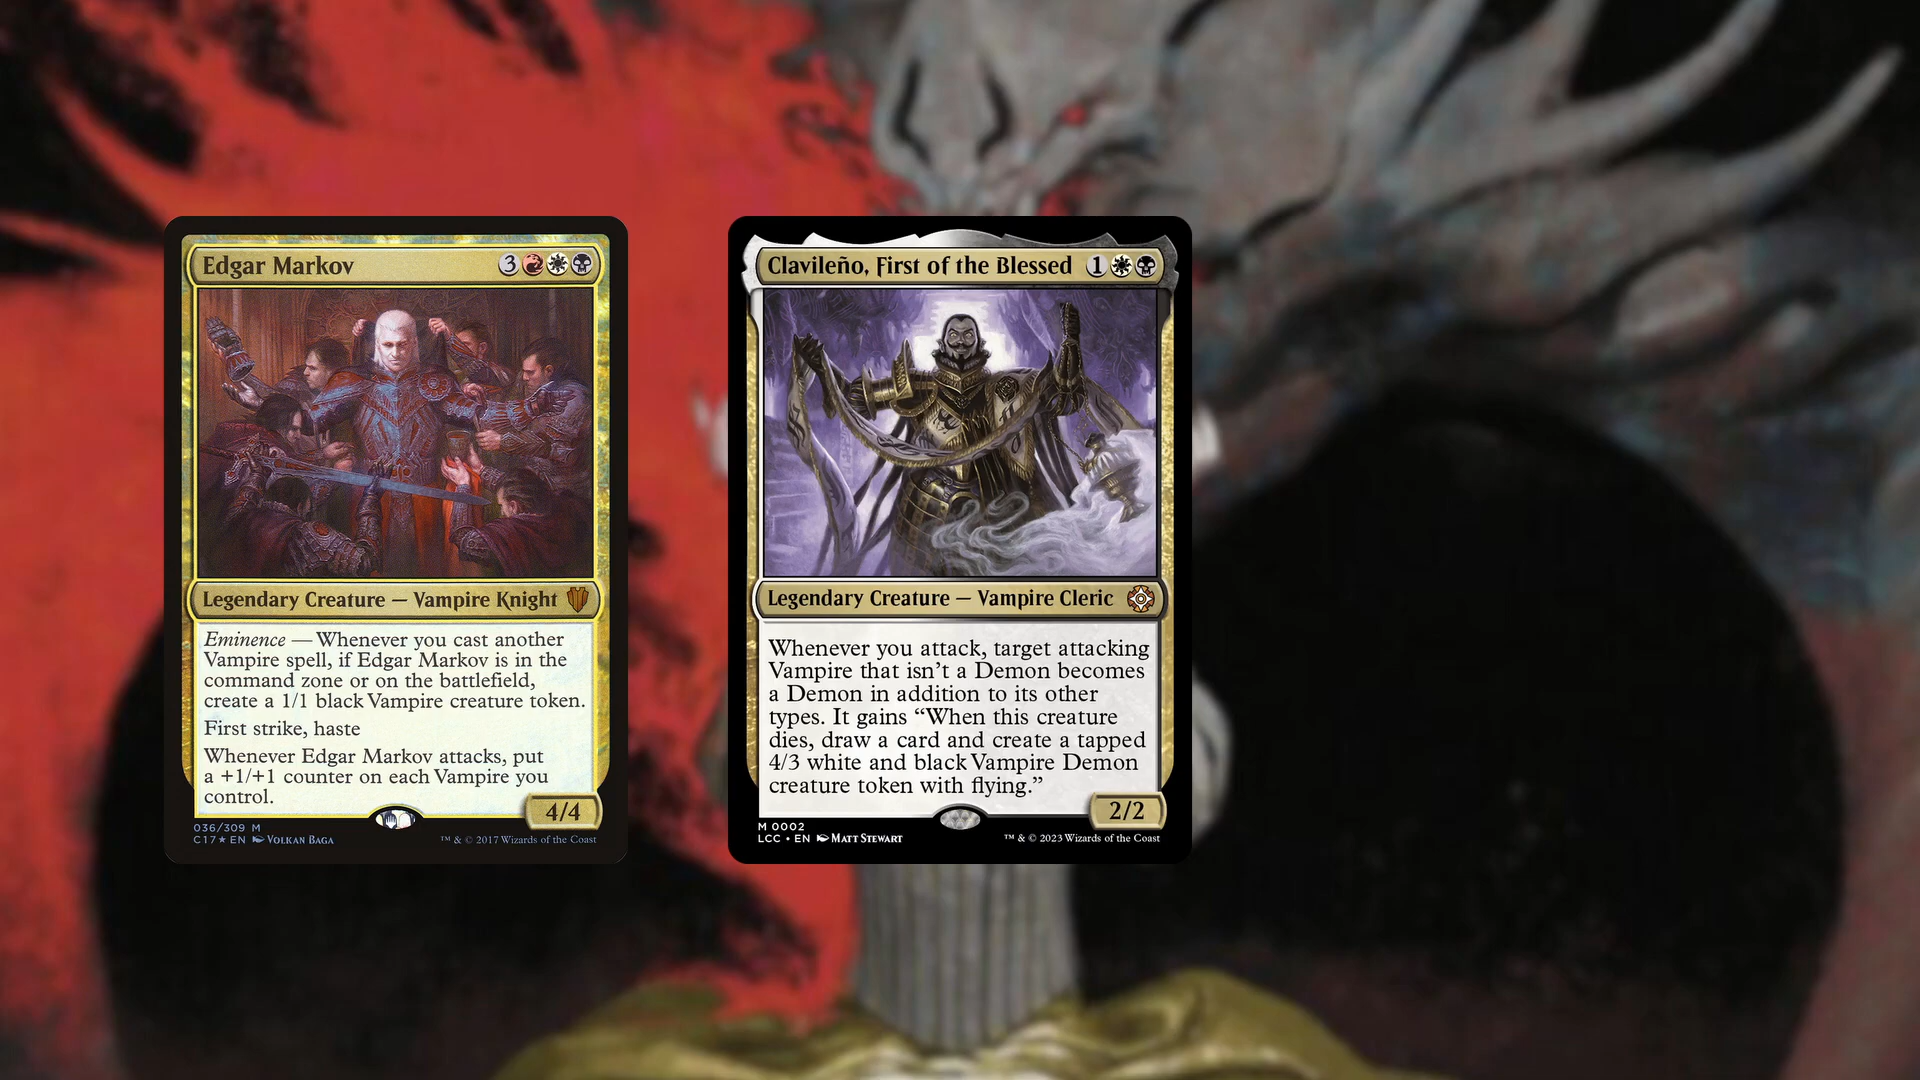 Edgar Markov 3
Legendary Creature — Vampire Knight
Eminence — Whenever you cast another
Vampire spell, if Edgar Markov is in the
command zone or on the battlefield,
create a 1/1 black Vampire creature token.
First strike, haste
Whenever Edgar Markov attacks, put
a +1/+1 counter on each Vampire you
control.
4/4
036/309 M
C17★EN VOLKAN BAGA
™ & © 2017 Wizards of the Coast
Clavileño, First of the Blessed 1
Legendary Creature — Vampire Cleric
Whenever you attack, target attacking
Vampire that isn't a Demon becomes
a Demon in addition to its other
types. It gains “When this creature
dies, draw a card and create a tapped
4/3 white and black Vampire Demon
creature token with flying.”
2/2
M 0002
LCC • EN MATT STEWART
™ & © 2023 Wizards of the Coast